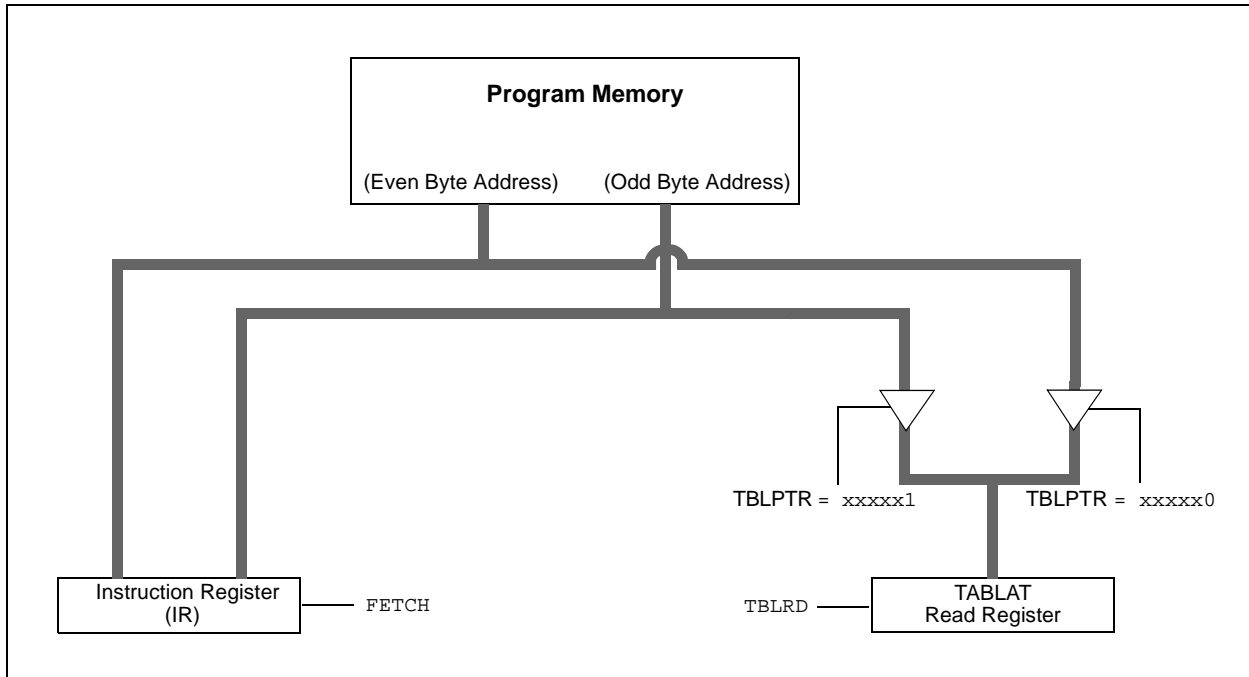 Program Memory
(Even Byte Address) (Odd Byte Address)
TBLPTR = xxxxx1 TBLPTR = xxxxx0
Instruction Register
(IR)
FETCH
TBLRD
TABLAT
Read Register